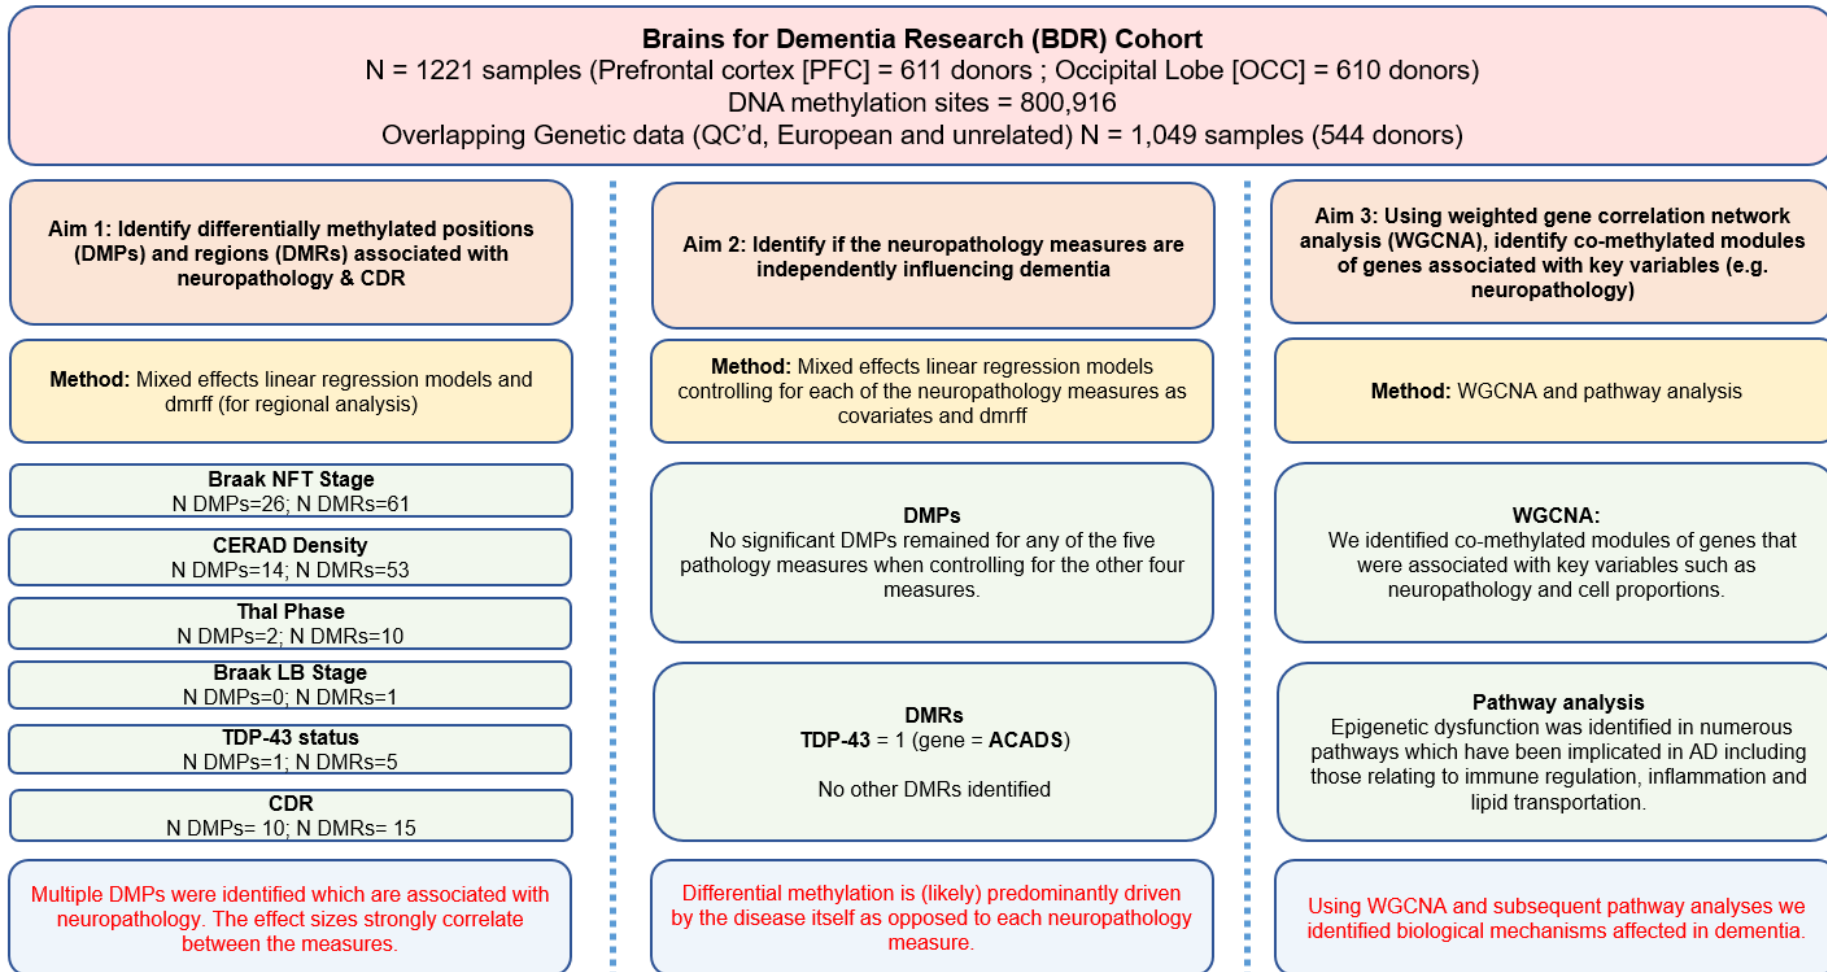 Brains for Dementia Research (BDR) Cohort
N = 1221 samples (Prefrontal cortex [PFC] = 611 donors ; Occipital Lobe [OCC] = 610 donors)
DNA methylation sites = 800,916
Overlapping Genetic data (QC'd, European and unrelated) N = 1,049 samples (544 donors)
Aim 1: Identify differentially methylated positions
(DMPs) and regions (DMRs) associated with
neuropathology & CDR
Method: Mixed effects linear regression models and
dmrff (for regional analysis)
Braak NFT Stage
N DMPs=26; N DMRs=61
CERAD Density
N DMPs=14; N DMRs=53
Thal Phase
N DMPs=2; N DMRs=10
Braak LB Stage
N DMPs=0; N DMRs=1
TDP-43 status
N DMPs=1; N DMRs=5
CDR
N DMPs= 10; N DMRs= 15
Multiple DMPs were identified which are associated with
neuropathology. The effect sizes strongly correlate
between the measures.
Aim 2: Identify if the neuropathology measures are
independently influencing dementia
Method: Mixed effects linear regression models
controlling for each of the neuropathology measures as
covariates and dmrff
DMPs
No significant DMPs remained for any of the five
pathology measures when controlling for the other four
measures.
DMRs
TDP-43 = 1 (gene = ACADS)
No other DMRs identified
Differential methylation is (likely) predominantly driven
by the disease itself as opposed to each neuropathology
measure.
Aim 3: Using weighted gene correlation network
analysis (WGCNA), identify co-methylated modules
of genes associated with key variables (e.g.
neuropathology)
Method: WGCNA and pathway analysis
WGCNA:
We identified co-methylated modules of genes that
were associated with key variables such as
neuropathology and cell proportions.
Pathway analysis
Epigenetic dysfunction was identified in numerous
pathways which have been implicated in AD including
those relating to immune regulation, inflammation and
lipid transportation.
Using WGCNA and subsequent pathway analyses we
identified biological mechanisms affected in dementia.